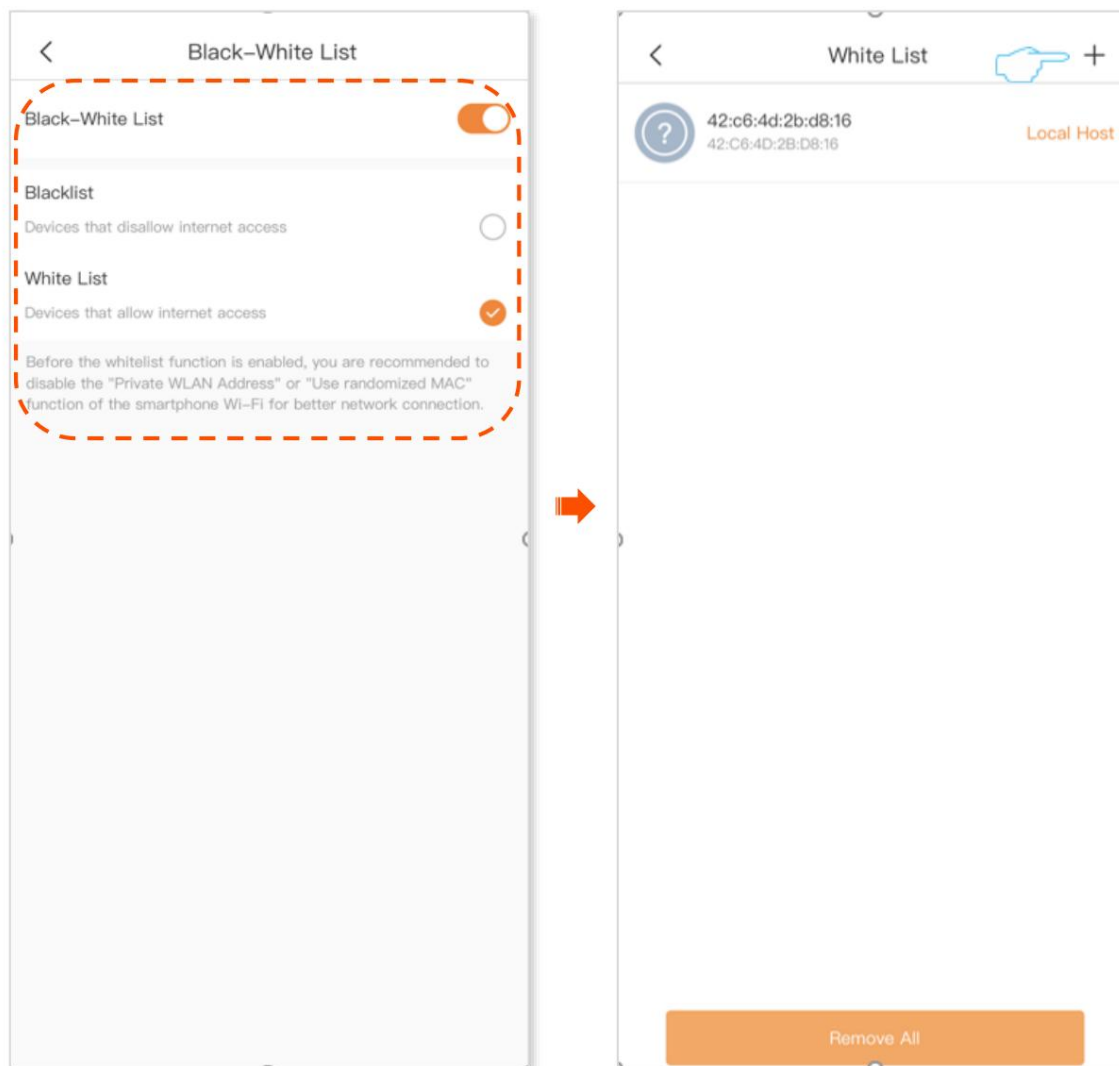 Black–White List
Black–White List
Blacklist
Devices that disallow internet access
White List
Devices that allow internet access
Before the whitelist function is enabled, you are recommended to
disable the "Private WLAN Address" or "Use randomized MAC"
function of the smartphone Wi–Fi for better network connection.
White List
42:c6:4d:2b:d8:16
42:C6:4D:2B:D8:16
Local Host
Remove All